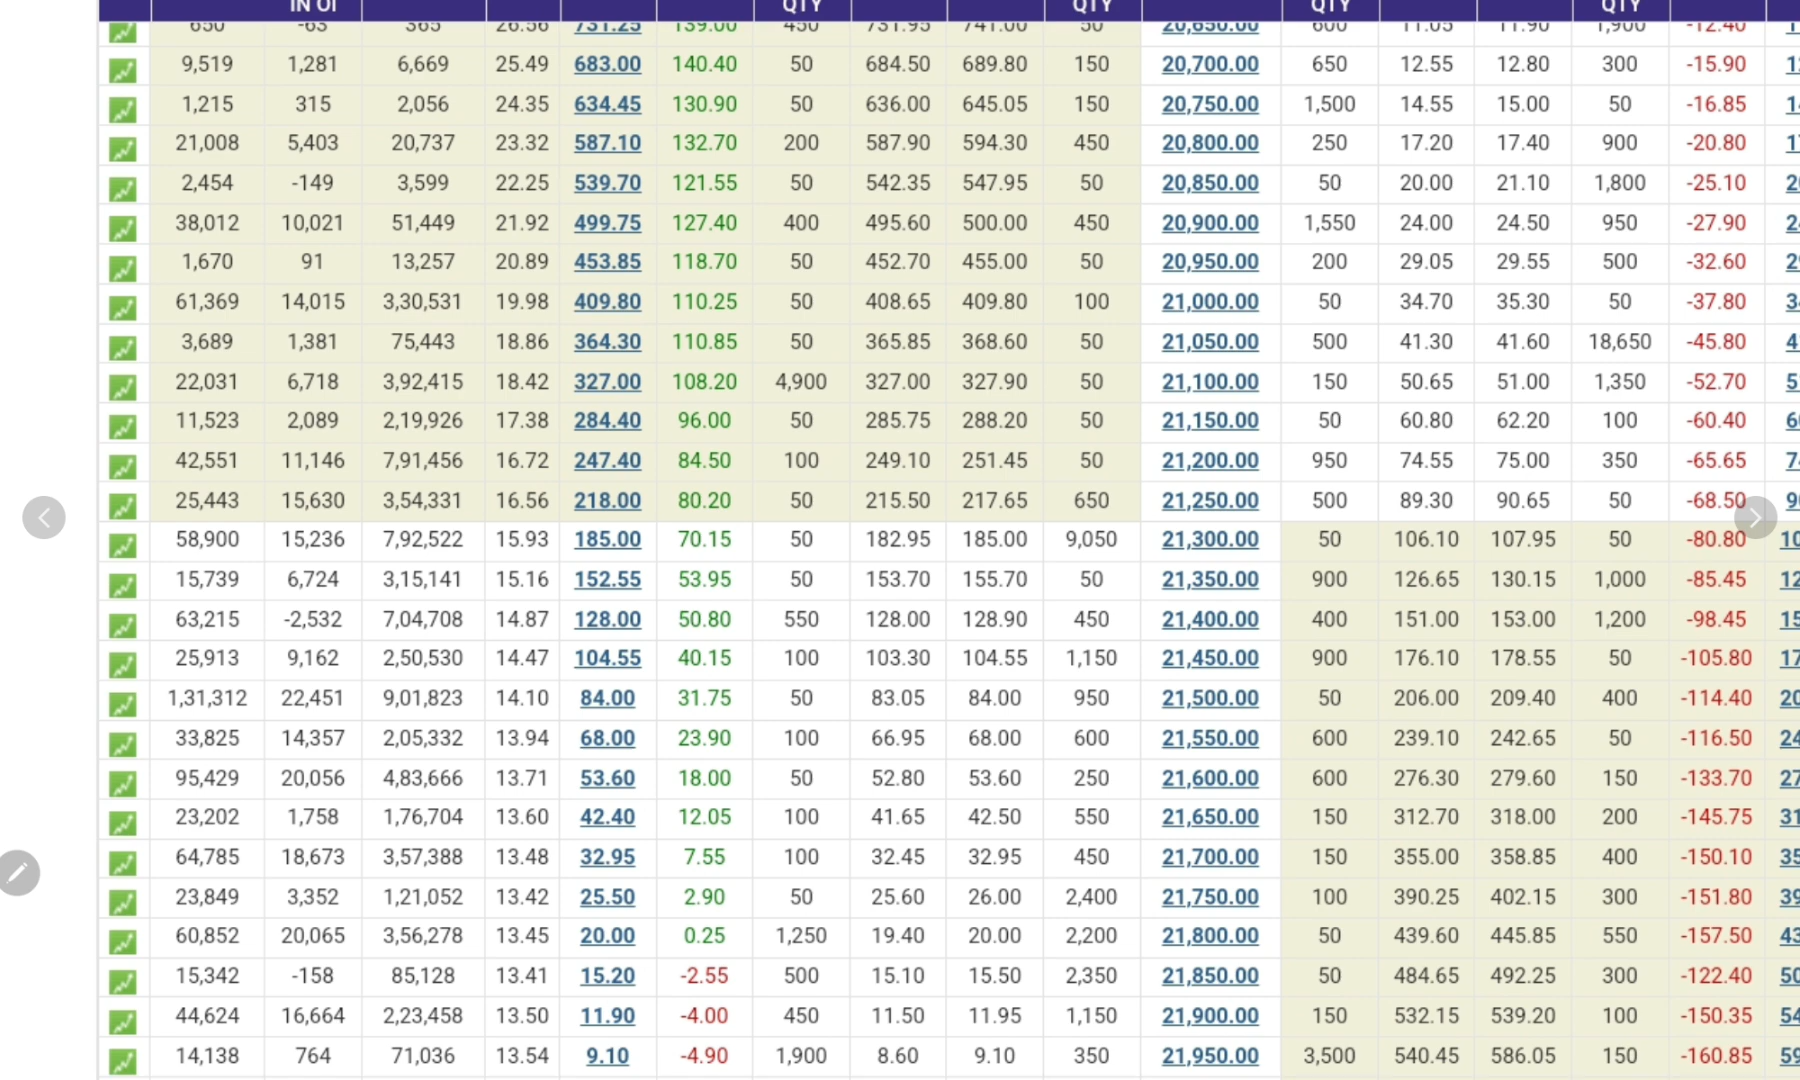 IN OI QTY QTY QTY QTY
650 -63 365 26.56 731.25 139.00 450 731.95 741.00 50 20,650.00 600 11.05 11.90 1,900 -12.40
9,519 1,281 6,669 25.49 683.00 140.40 50 684.50 689.80 150 20,700.00 650 12.55 12.80 300 -15.90
1,215 315 2,056 24.35 634.45 130.90 50 636.00 645.05 150 20,750.00 1,500 14.55 15.00 50 -16.85
21,008 5,403 20,737 23.32 587.10 132.70 200 587.90 594.30 450 20,800.00 250 17.20 17.40 900 -20.80
2,454 -149 3,599 22.25 539.70 121.55 50 542.35 547.95 50 20,850.00 50 20.00 21.10 1,800 -25.10
38,012 10,021 51,449 21.92 499.75 127.40 400 495.60 500.00 450 20,900.00 1,550 24.00 24.50 950 -27.90
1,670 91 13,257 20.89 453.85 118.70 50 452.70 455.00 50 20,950.00 200 29.05 29.55 500 -32.60
61,369 14,015 3,30,531 19.98 409.80 110.25 50 408.65 409.80 100 21,000.00 50 34.70 35.30 50 -37.80
3,689 1,381 75,443 18.86 364.30 110.85 50 365.85 368.60 50 21,050.00 500 41.30 41.60 18,650 -45.80
22,031 6,718 3,92,415 18.42 327.00 108.20 4,900 327.00 327.90 50 21,100.00 150 50.65 51.00 1,350 -52.70
11,523 2,089 2,19,926 17.38 284.40 96.00 50 285.75 288.20 50 21,150.00 50 60.80 62.20 100 -60.40
42,551 11,146 7,91,456 16.72 247.40 84.50 100 249.10 251.45 50 21,200.00 950 74.55 75.00 350 -65.65
25,443 15,630 3,54,331 16.56 218.00 80.20 50 215.50 217.65 650 21,250.00 500 89.30 90.65 50 -68.50
58,900 15,236 7,92,522 15.93 185.00 70.15 50 182.95 185.00 9,050 21,300.00 50 106.10 107.95 50 -80.80
15,739 6,724 3,15,141 15.16 152.55 53.95 50 153.70 155.70 50 21,350.00 900 126.65 130.15 1,000 -85.45
63,215 -2,532 7,04,708 14.87 128.00 50.80 550 128.00 128.90 450 21,400.00 400 151.00 153.00 1,200 -98.45
25,913 9,162 2,50,530 14.47 104.55 40.15 100 103.30 104.55 1,150 21,450.00 900 176.10 178.55 50 -105.80
1,31,312 22,451 9,01,823 14.10 84.00 31.75 50 83.05 84.00 950 21,500.00 50 206.00 209.40 400 -114.40
33,825 14,357 2,05,332 13.94 68.00 23.90 100 66.95 68.00 600 21,550.00 600 239.10 242.65 50 -116.50
95,429 20,056 4,83,666 13.71 53.60 18.00 50 52.80 53.60 250 21,600.00 600 276.30 279.60 150 -133.70
23,202 1,758 1,76,704 13.60 42.40 12.05 100 41.65 42.50 550 21,650.00 150 312.70 318.00 200 -145.75
64,785 18,673 3,57,388 13.48 32.95 7.55 100 32.45 32.95 450 21,700.00 150 355.00 358.85 400 -150.10
23,849 3,352 1,21,052 13.42 25.50 2.90 50 25.60 26.00 2,400 21,750.00 100 390.25 402.15 300 -151.80
60,852 20,065 3,56,278 13.45 20.00 0.25 1,250 19.40 20.00 2,200 21,800.00 50 439.60 445.85 550 -157.50
15,342 -158 85,128 13.41 15.20 -2.55 500 15.10 15.50 2,350 21,850.00 50 484.65 492.25 300 -122.40
44,624 16,664 2,23,458 13.50 11.90 -4.00 450 11.50 11.95 1,150 21,900.00 150 532.15 539.20 100 -150.35
14,138 764 71,036 13.54 9.10 -4.90 1,900 8.60 9.10 350 21,950.00 3,500 540.45 586.05 150 -160.85